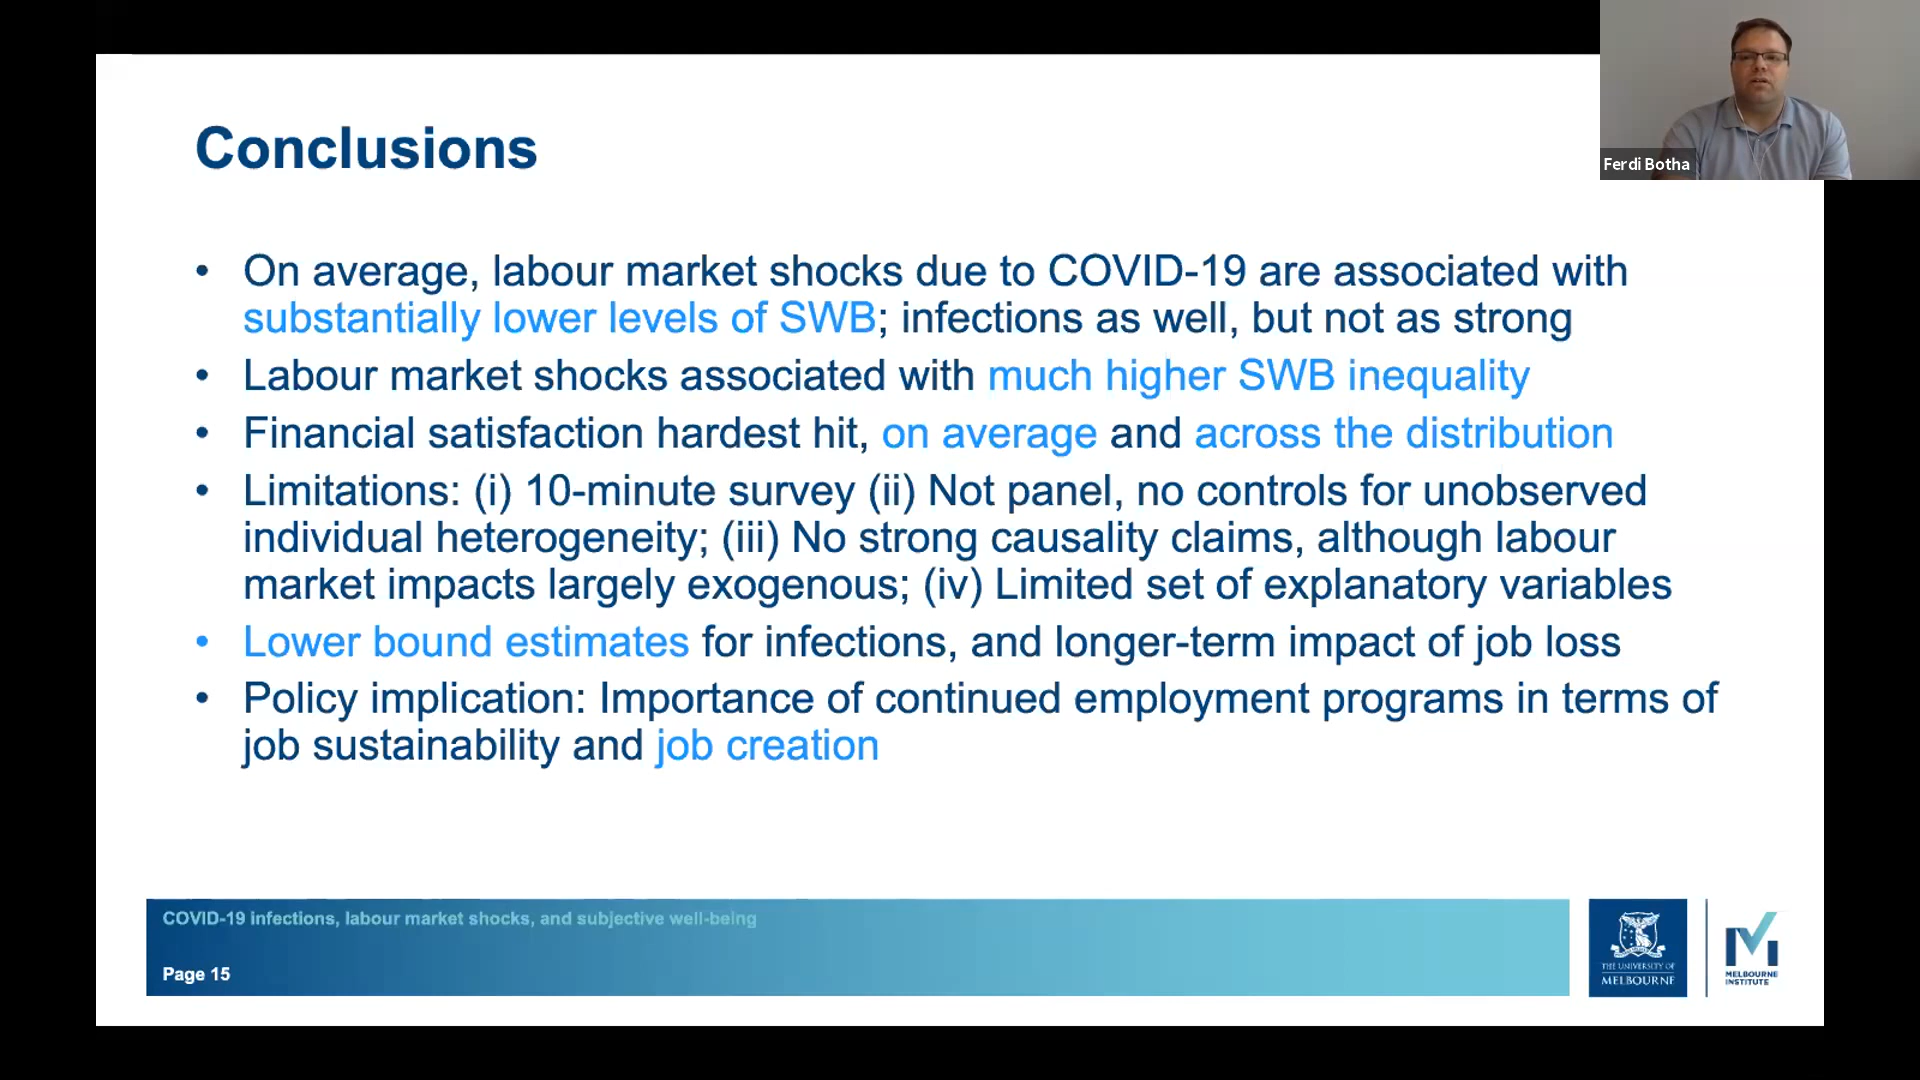 Ferdi Botha
Conclusions
• On average, labour market shocks due to COVID-19 are associated with
substantially lower levels of SWB; infections as well, but not as strong
• Labour market shocks associated with much higher SWB inequality
• Financial satisfaction hardest hit, on average and across the distribution
• Limitations: (i) 10-minute survey (ii) Not panel, no controls for unobserved
individual heterogeneity; (iii) No strong causality claims, although labour
market impacts largely exogenous; (iv) Limited set of explanatory variables
• Lower bound estimates for infections, and longer-term impact of job loss
• Policy implication: Importance of continued employment programs in terms of
job sustainability and job creation
COVID-19 infections, labour market shocks, and subjective well-being
Page 15
THE UNIVERSITY OF
MELBOURNE
MELBOURNE
INSTITUTE